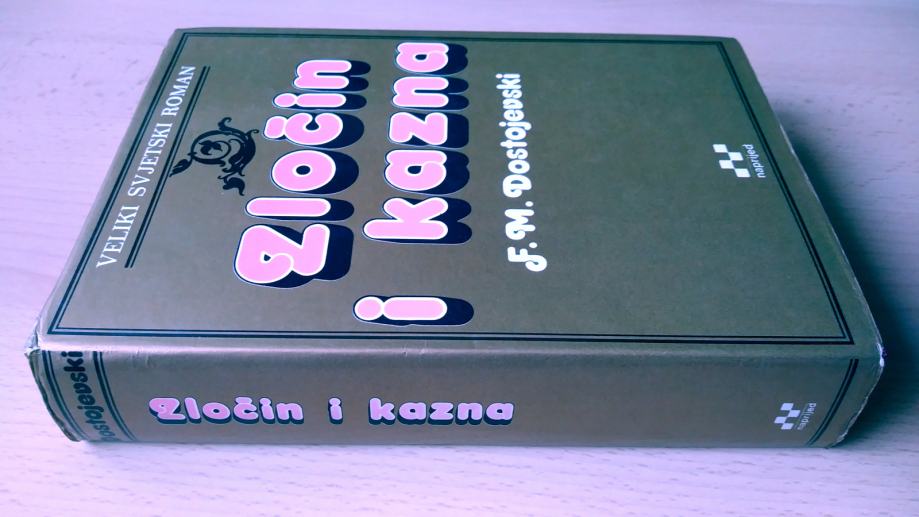 VELIKI SVJETSKI ROMAN
Zločin
i kazna
F. M. Dostojevski
naprijed
Dostojevski
Zločin i kazna
naprijed